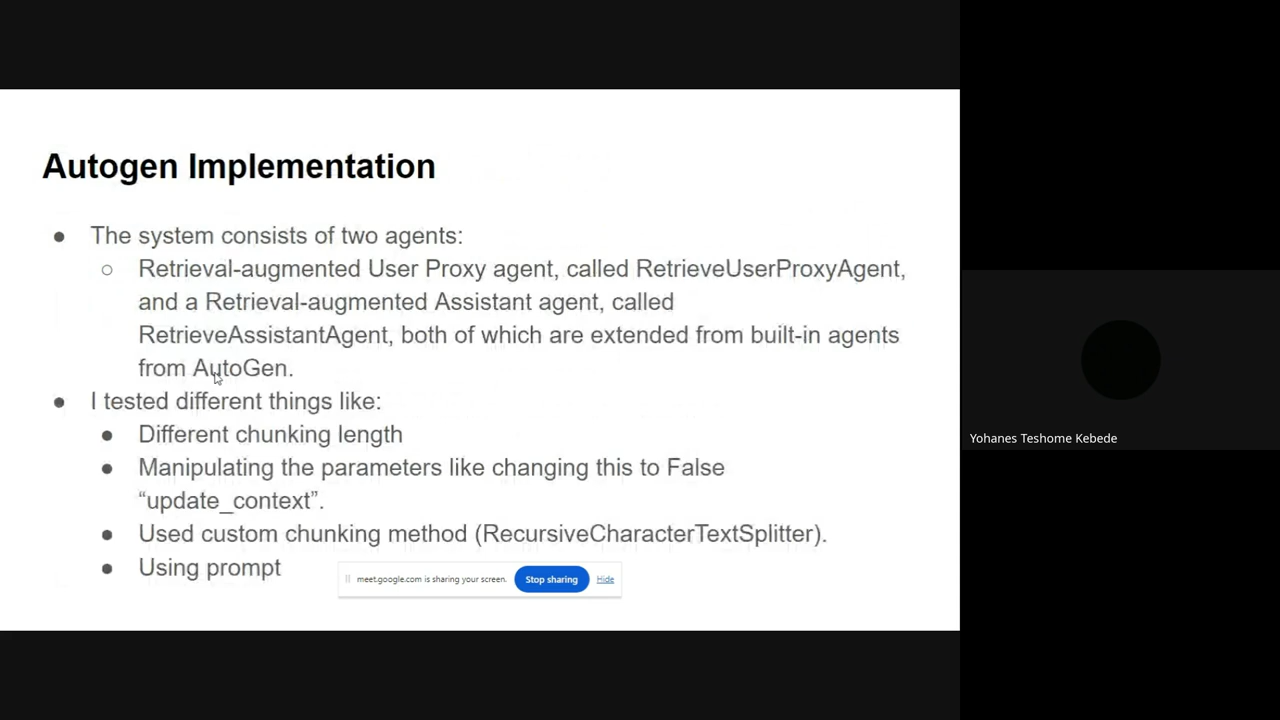 Autogen Implementation
● The system consists of two agents:
○ Retrieval-augmented User Proxy agent, called RetrieveUserProxyAgent,
and a Retrieval-augmented Assistant agent, called
RetrieveAssistantAgent, both of which are extended from built-in agents
from AutoGen.
● I tested different things like:
● Different chunking length
● Manipulating the parameters like changing this to False
“update_context”.
● Used custom chunking method (RecursiveCharacterTextSplitter).
● Using prompt
meet.google.com is sharing your screen. Stop sharing Hide
Yohanes Teshome Kebede